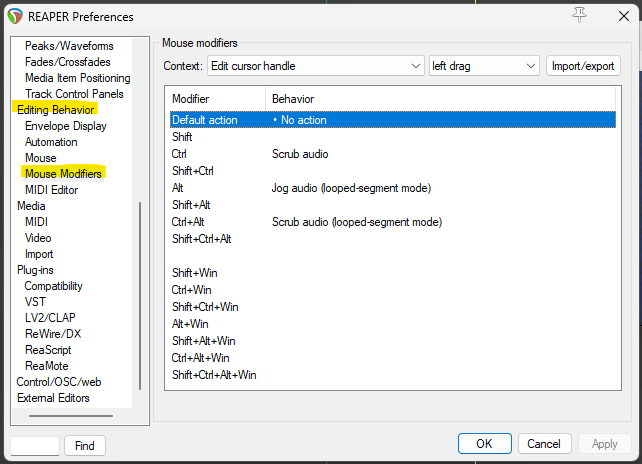 REAPER Preferences
Peaks/Waveforms
Fades/Crossfades
Media Item Positioning
Track Control Panels
Editing Behavior
Envelope Display
Automation
Mouse
Mouse Modifiers
MIDI Editor
Media
MIDI
Video
Import
Plug-ins
Compatibility
VST
LV2/CLAP
ReWire/DX
ReaScript
ReaMote
Control/OSC/web
External Editors
Find
Mouse modifiers
Context: Edit cursor handle left drag Import/export
Modifier Behavior
Default action • No action
Shift
Ctrl Scrub audio
Shift+Ctrl
Alt Jog audio (looped-segment mode)
Shift+Alt
Ctrl+Alt Scrub audio (looped-segment mode)
Shift+Ctrl+Alt
Shift+Win
Ctrl+Win
Shift+Ctrl+Win
Alt+Win
Shift+Alt+Win
Ctrl+Alt+Win
Shift+Ctrl+Alt+Win
OK Cancel Apply